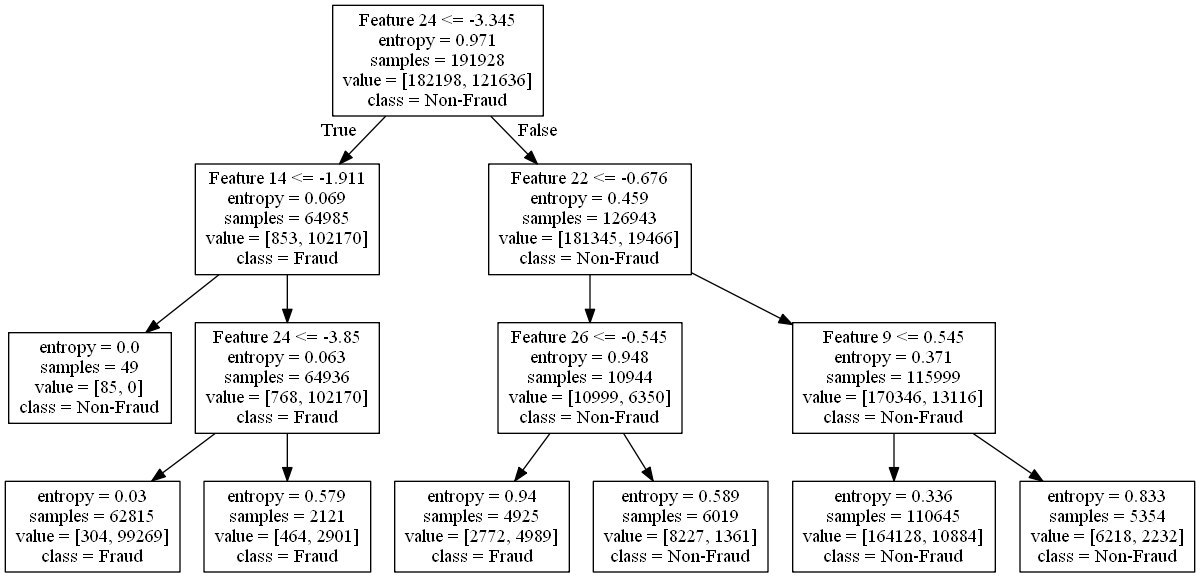 Feature 24 <= -3.345
entropy = 0.971
samples = 191928
value = [182198, 121636]
class = Non-Fraud
True
False
Feature 14 <= -1.911
entropy = 0.069
samples = 64985
value = [853, 102170]
class = Fraud
Feature 22 <= -0.676
entropy = 0.459
samples = 126943
value = [181345, 19466]
class = Non-Fraud
entropy = 0.0
samples = 49
value = [85, 0]
class = Non-Fraud
Feature 24 <= -3.85
entropy = 0.063
samples = 64936
value = [768, 102170]
class = Fraud
Feature 26 <= -0.545
entropy = 0.948
samples = 10944
value = [10999, 6350]
class = Non-Fraud
Feature 9 <= 0.545
entropy = 0.371
samples = 115999
value = [170346, 13116]
class = Non-Fraud
entropy = 0.03
samples = 62815
value = [304, 99269]
class = Fraud
entropy = 0.579
samples = 2121
value = [464, 2901]
class = Fraud
entropy = 0.94
samples = 4925
value = [2772, 4989]
class = Fraud
entropy = 0.589
samples = 6019
value = [8227, 1361]
class = Non-Fraud
entropy = 0.336
samples = 110645
value = [164128, 10884]
class = Non-Fraud
entropy = 0.833
samples = 5354
value = [6218, 2232]
class = Non-Fraud